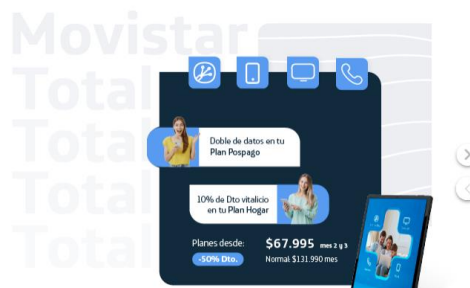 Movistar
Total
Total
Total
Total
Doble de datos en tu
Plan Pospago
10% de Dto vitalicio
en tu Plan Hogar
Planes desde:
$67.995 mes 2 y 3
-50% Dto.
Normal: $131.990 mes